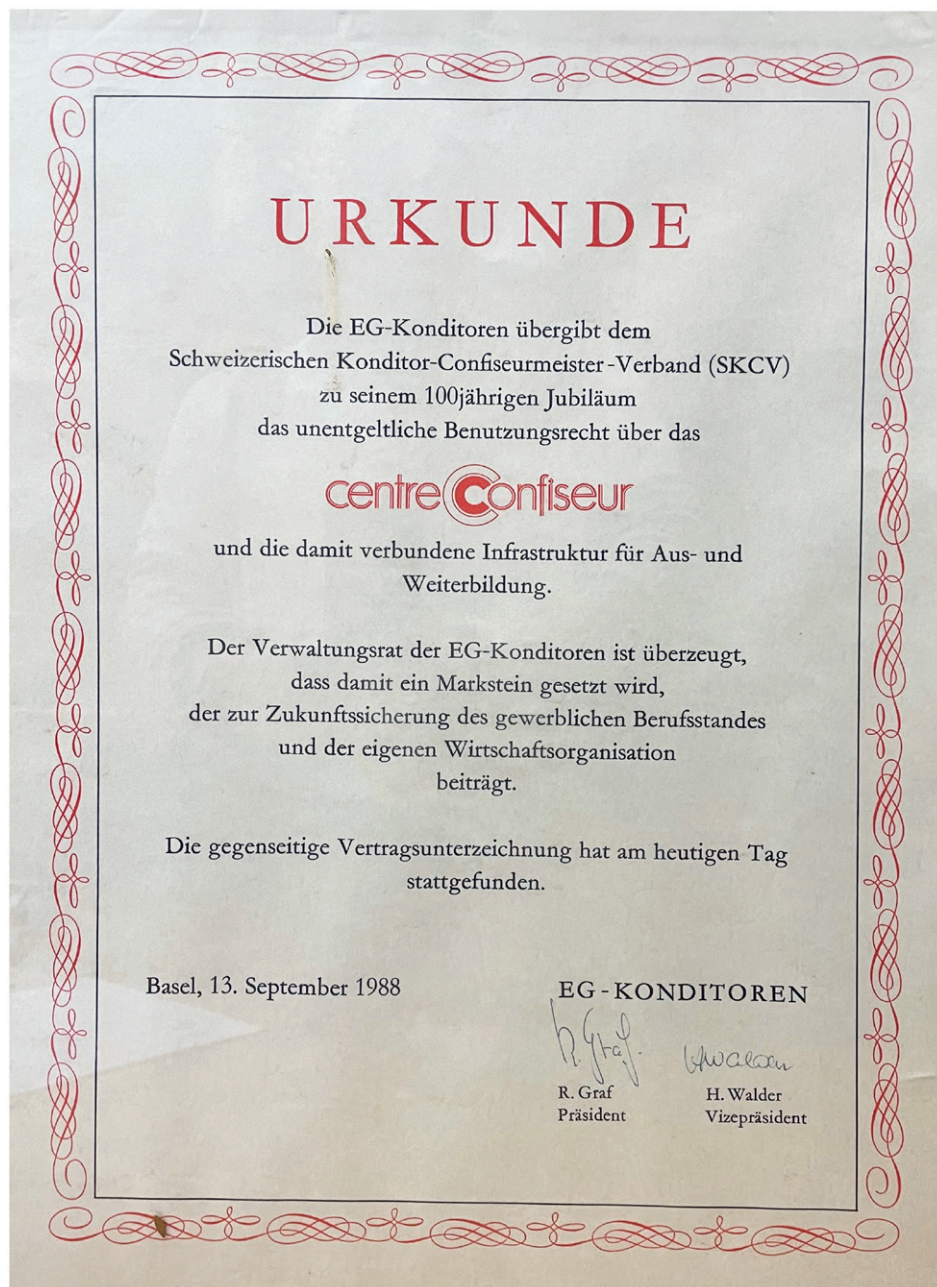 URKUNDE
Die EG-Konditoren übergibt dem
Schweizerischen Konditor-Confiseurmeister-Verband (SKCV)
zu seinem 100jährigen Jubiläum
das unentgeltliche Benutzungsrecht über das
centre Confiseur
und die damit verbundene Infrastruktur für Aus- und
Weiterbildung.
Der Verwaltungsrat der EG-Konditoren ist überzeugt,
dass damit ein Markstein gesetzt wird,
der zur Zukunftssicherung des gewerblichen Berufsstandes
und der eigenen Wirtschaftsorganisation
beiträgt.
Die gegenseitige Vertragsunterzeichnung hat am heutigen Tag
stattgefunden.
Basel, 13. September 1988
EG-KONDITOREN
R. Graf. HWalder
R. Graf H. Walder
Präsident Vizepräsident